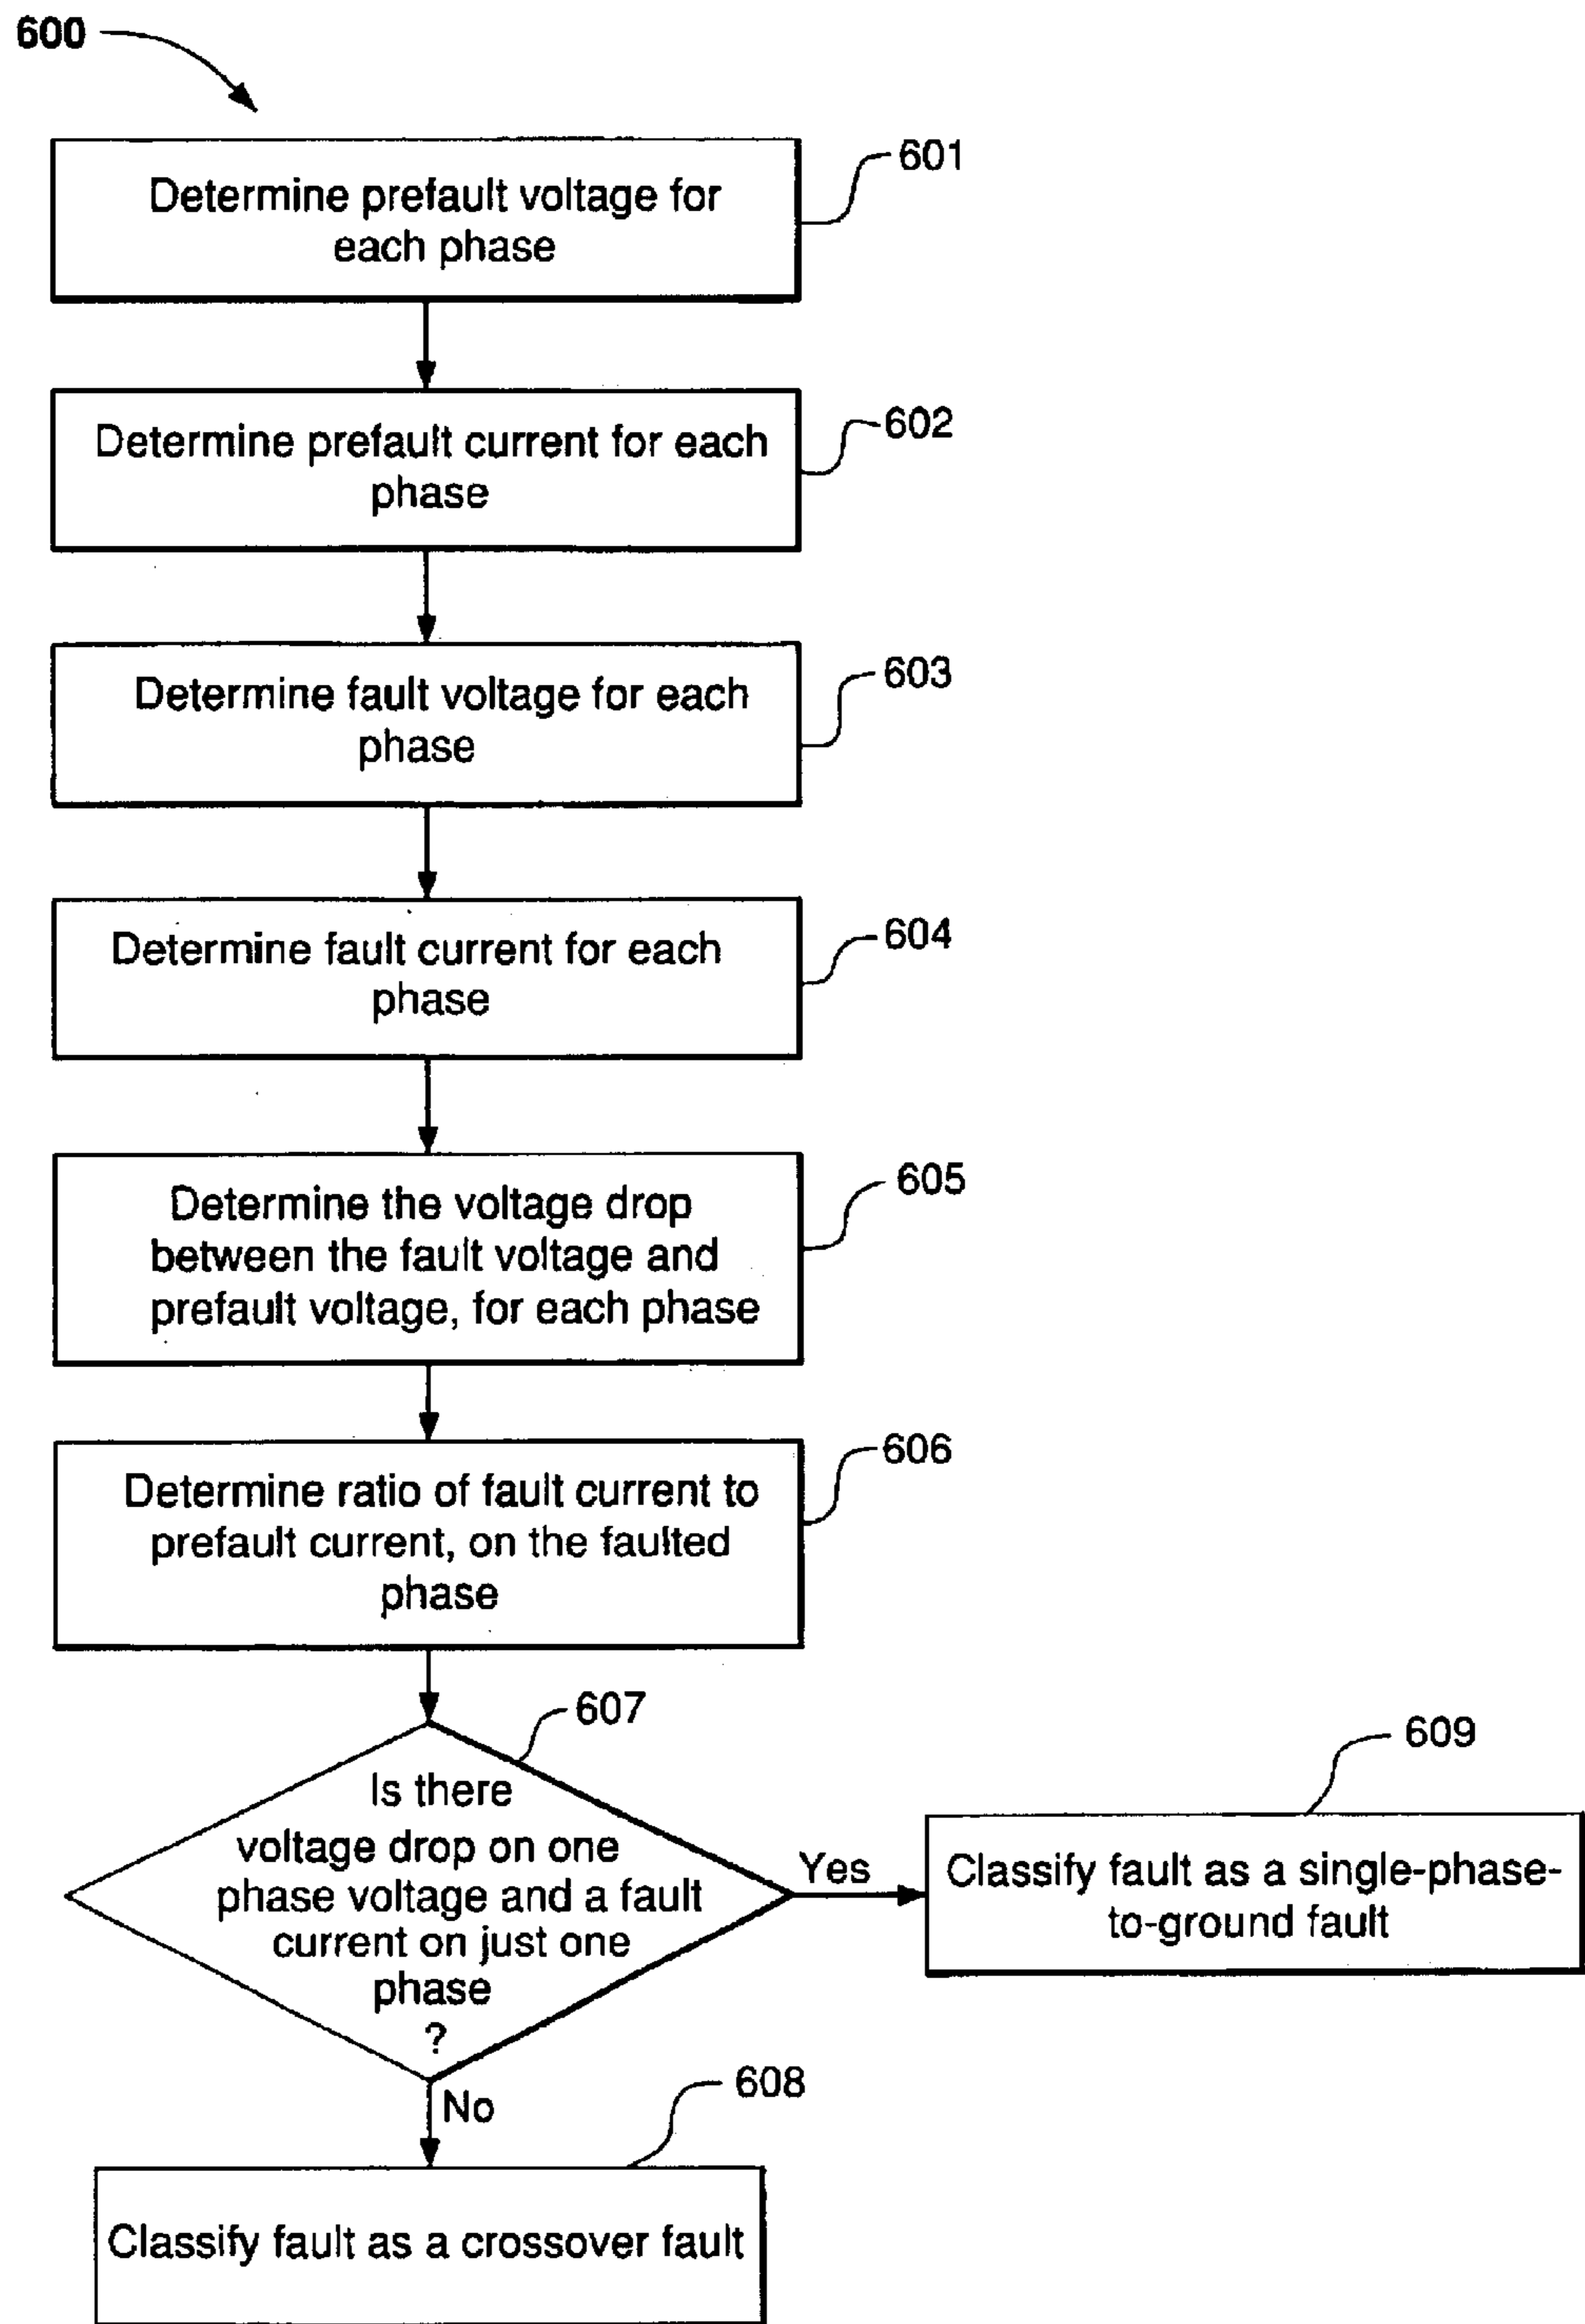 600
601
Determine prefault voltage for
each phase
602
Determine prefault current for each
phase
603
Determine fault voltage for each
phase
604
Determine fault current for each
phase
605
Determine the voltage drop
between the fault voltage and
prefault voltage, for each phase
606
Determine ratio of fault current to
prefault current, on the faulted
phase
607
Is there
voltage drop on one
phase voltage and a fault
current on just one
phase
?
Yes
609
Classify fault as a single-phase-
to-ground fault
No
608
Classify fault as a crossover fault